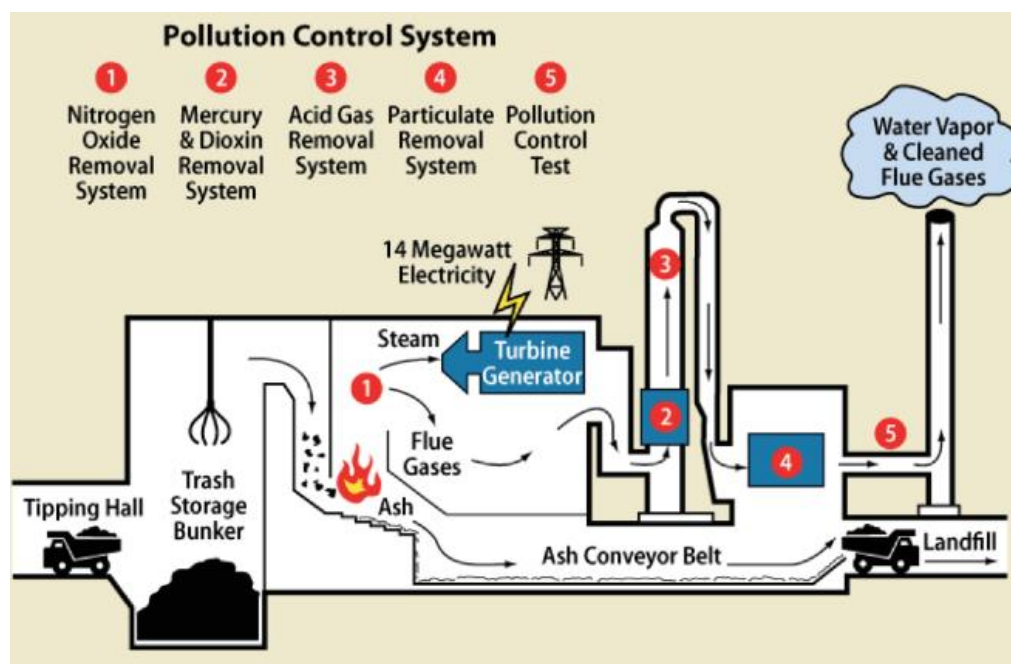 Pollution Control System
1
Nitrogen
Oxide
Removal
System
2
Mercury
& Dioxin
Removal
System
3
Acid Gas
Removal
System
4
Particulate
Removal
System
5
Pollution
Control
Test
Water Vapor
& Cleaned
Flue Gases
14 Megawatt
Electricity
3
Steam
Turbine
Generator
1
2
Flue
Gases
5
4
Tipping Hall
Trash
Storage
Bunker
Ash
Ash Conveyor Belt
Landfill